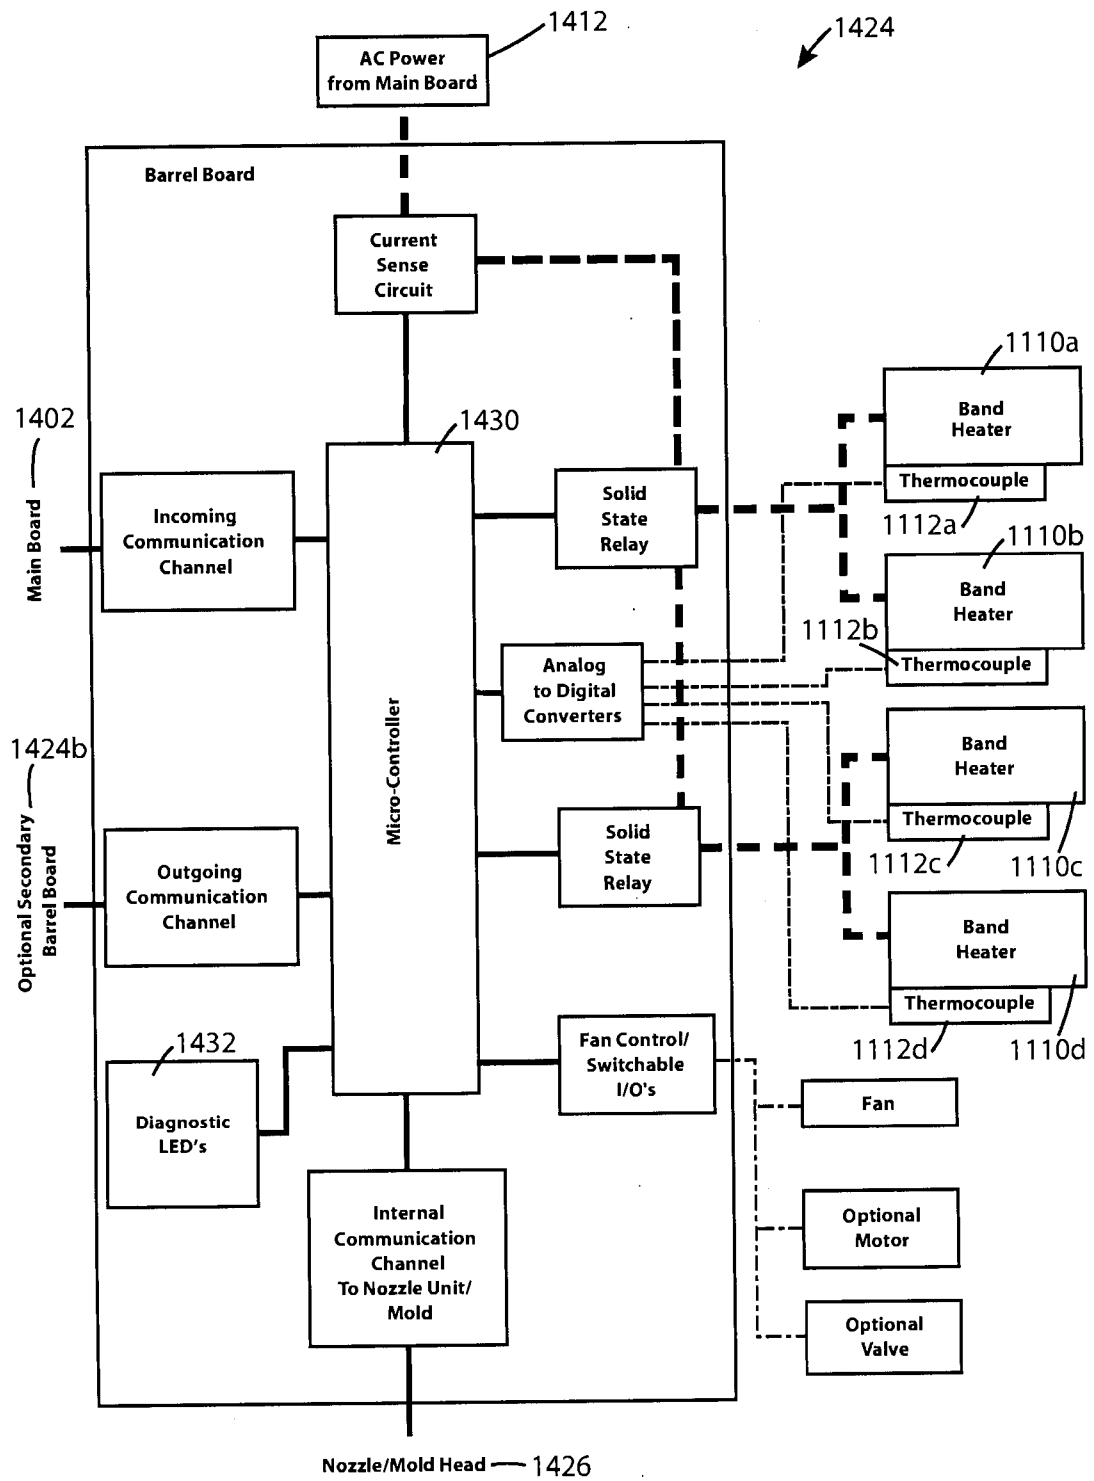 1412
1424
AC Power
from Main Board
Barrel Board
Current
Sense
Circuit
1110a
Band
Heater
Thermocouple
1112a
1402
Main Board
1430
Incoming
Communication
Channel
Solid
State
Relay
1110b
Band
Heater
1112b
Thermocouple
Analog
to Digital
Converters
Micro-Controller
Band
Heater
Thermocouple
1112c
1110c
1424b
Optional Secondary
Barrel Board
Outgoing
Communication
Channel
Solid
State
Relay
Band
Heater
Thermocouple
1112d
1110d
1432
Diagnostic
LED's
Fan Control/
Switchable
I/O's
Fan
Optional
Motor
Optional
Valve
Internal
Communication
Channel
To Nozzle Unit/
Mold
Nozzle/Mold Head
1426